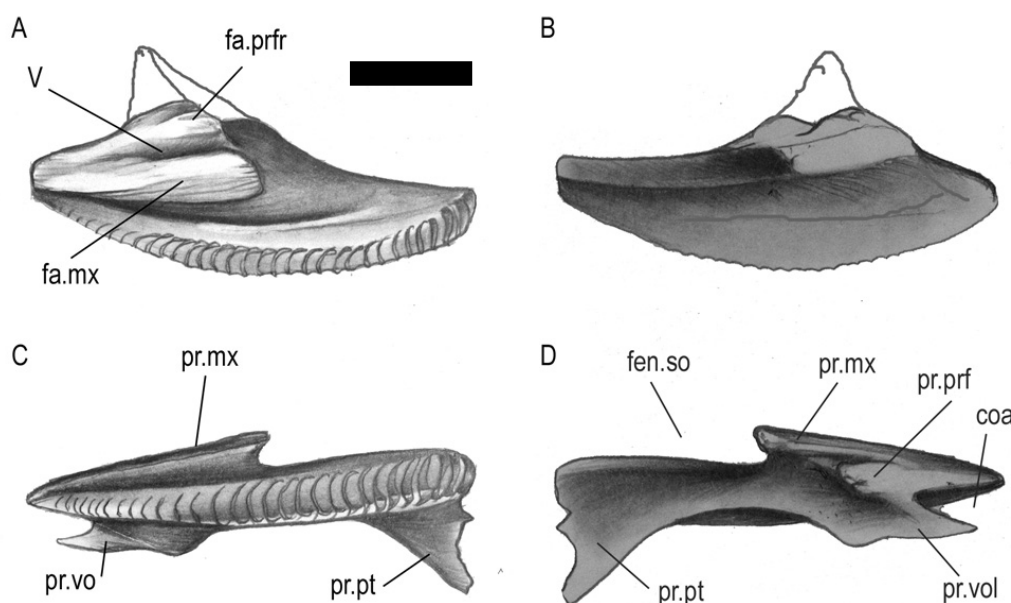 A
fa.prfr
V
fa.mx
B
C
pr.mx
pr.vo
pr.pt
D
fen.so
pr.mx
pr.prf
coa
pr.pt
pr.vol